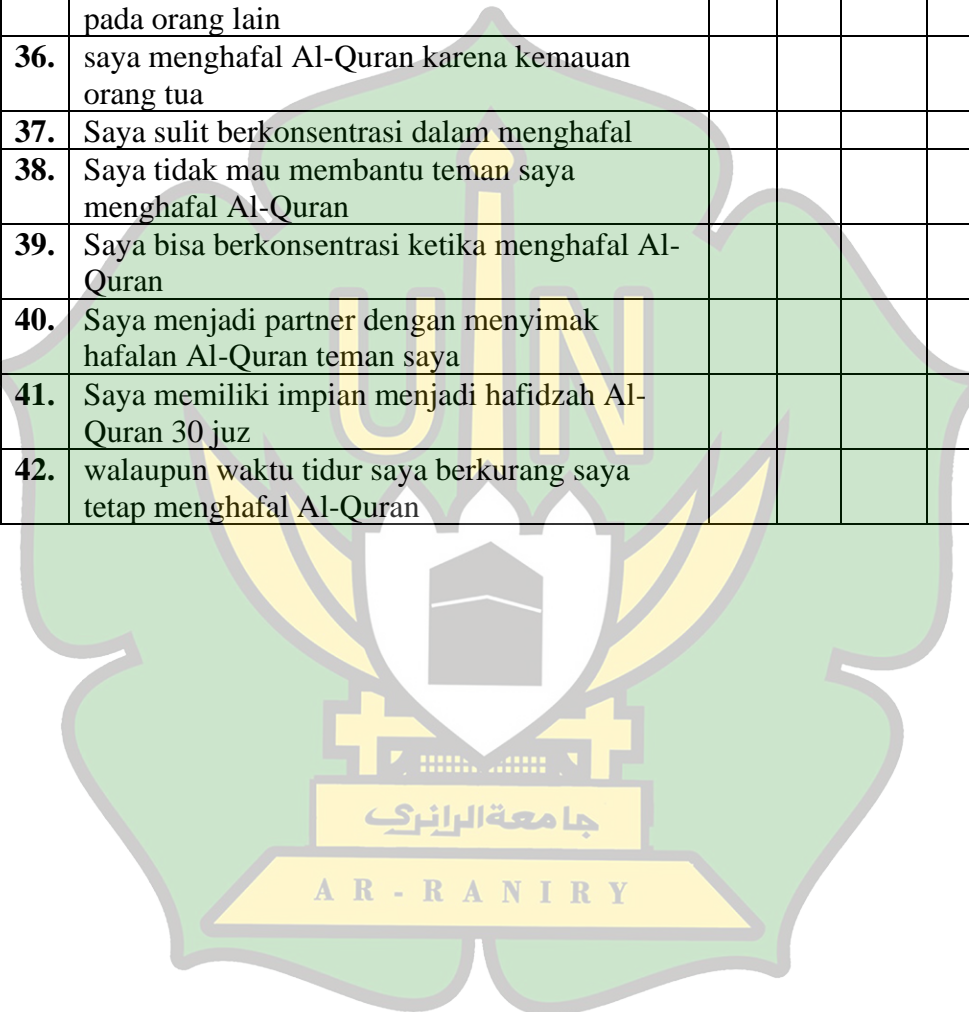 pada orang lain
36. saya menghafal Al-Quran karena kemauan
orang tua
37. Saya sulit berkonsentrasi dalam menghafal
38. Saya tidak mau membantu teman saya
menghafal Al-Quran
39. Saya bisa berkonsentrasi ketika menghafal Al-
Quran
40. Saya menjadi partner dengan menyimak
hafalan Al-Quran teman saya
41. Saya memiliki impian menjadi hafidzah Al-
Quran 30 juz
42. walaupun waktu tidur saya berkurang saya
tetap menghafal Al-Quran
UIN
جامعة الرانري
AR-RANIRY